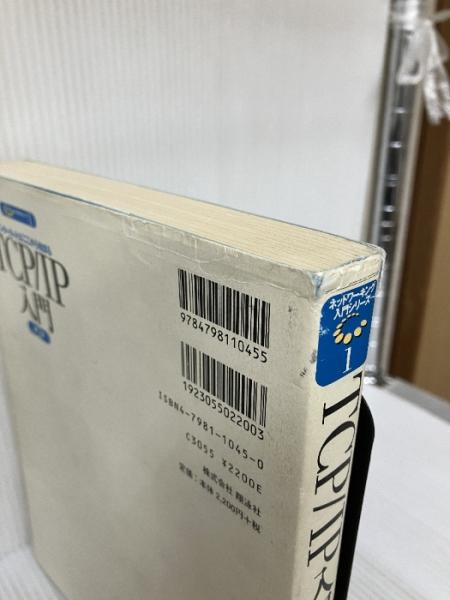 TCP/IP
入門
9784798110455
1923055022003
ISBN4-7981-1045-0
C3055 ¥2200E
株式会社 翔泳社
定価：本体 2,200円+税
ネットワーキング
入門シリーズ
1
TCP/IP